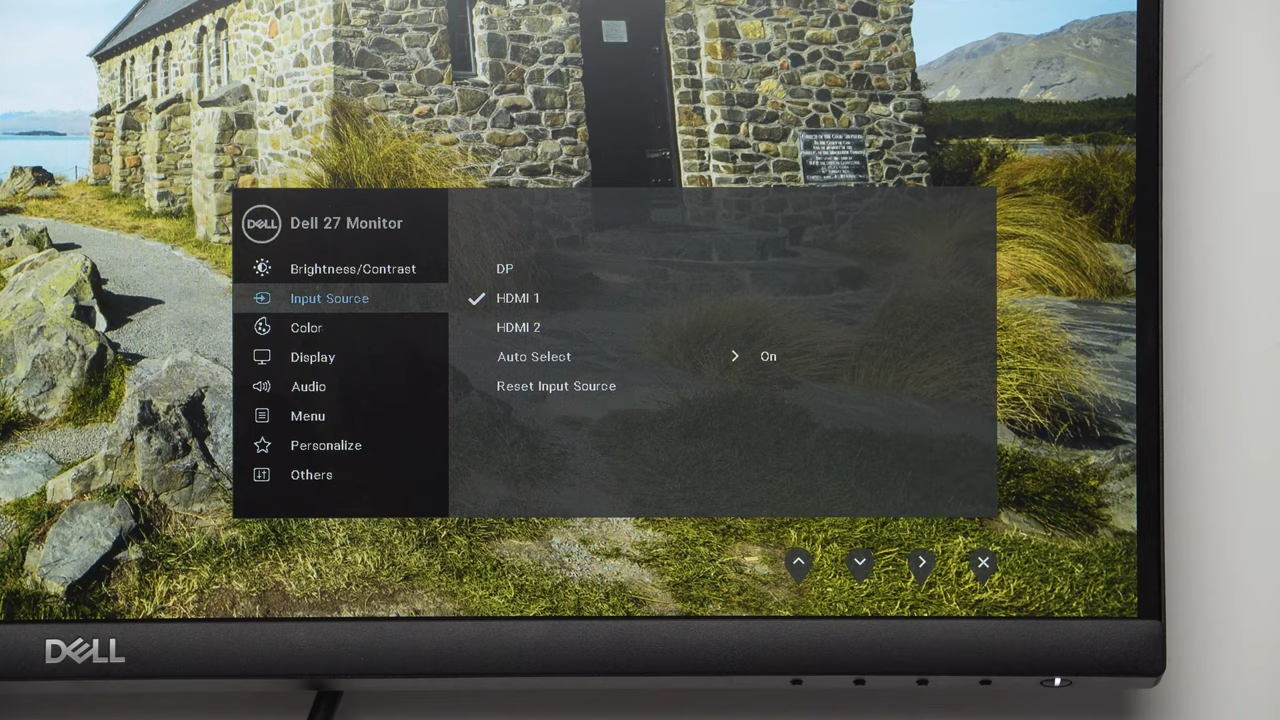 DELL
Dell 27 Monitor
Brightness/Contrast
Input Source
Color
Display
Audio
Menu
Personalize
Others
DP
HDMI 1
HDMI 2
Auto Select
On
Reset Input Source
DELL